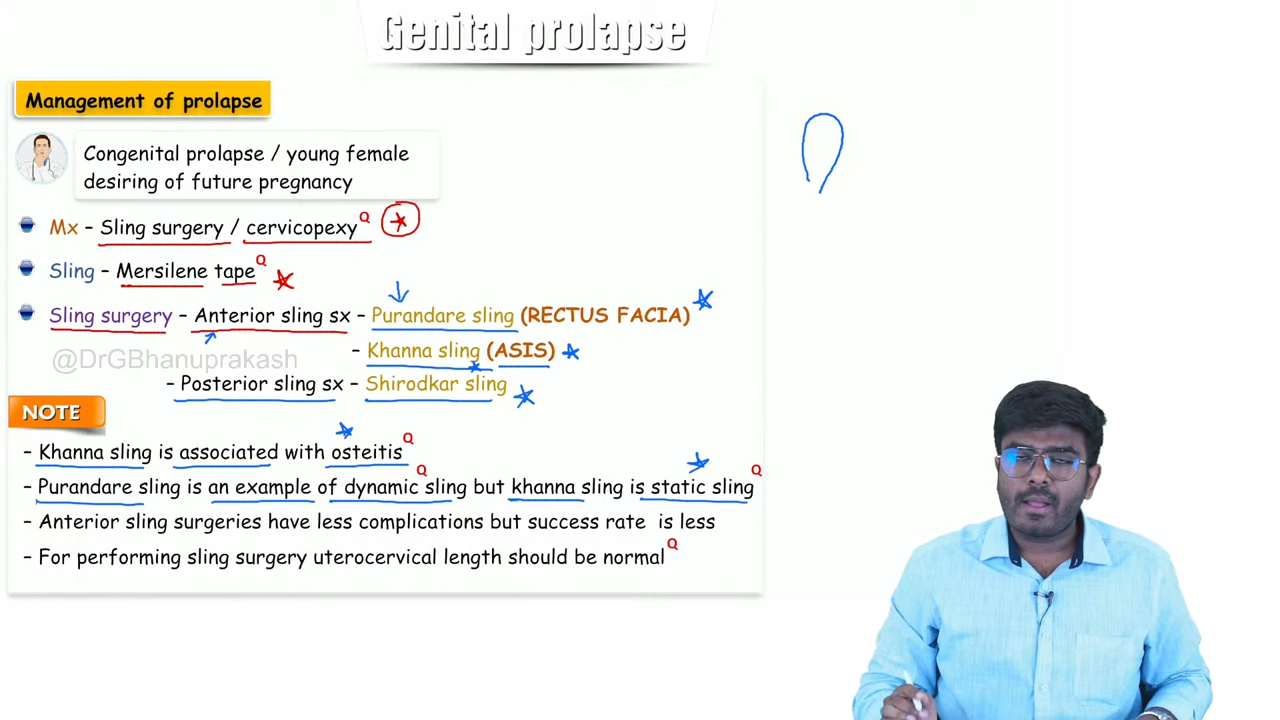 Genital prolapse
Management of prolapse
Congenital prolapse / young female
desiring of future pregnancy
Mx – Sling surgery / cervicopexy Q
Sling – Mersilene tape Q
Sling surgery – Anterior sling sx – Purandare sling (RECTUS FACIA)
– Khanna sling (ASIS)
@DrGBhanuprakash
– Posterior sling sx – Shirodkar sling
NOTE
– Khanna sling is associated with osteitis Q
– Purandare sling is an example of dynamic sling Q but khanna sling is static sling Q
– Anterior sling surgeries have less complications but success rate is less
– For performing sling surgery uterocervical length should be normal Q